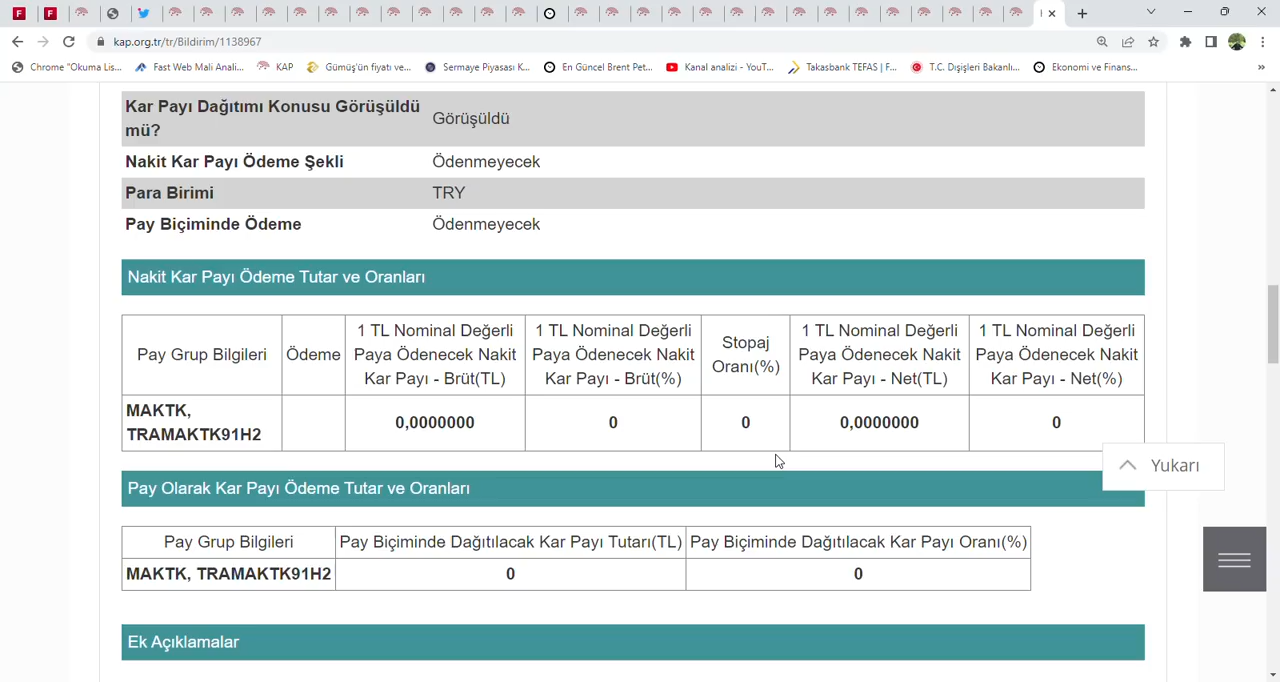 kap.org.tr/tr/Bildirim/1138967
Chrome "Okuma Lis... Fast Web Mali Anali... KAP Gümüş'ün fiyatı ve... Sermaye Piyasası K... En Güncel Brent Pet... Kanal analizi - YouT... Takasbank TEFAS | F... T.C. Dışişleri Bakanlı... Ekonomi ve Finans... »
Kar Payı Dağıtımı Konusu Görüşüldü
mü?
Görüşüldü
Nakit Kar Payı Ödeme Şekli Ödenmeyecek
Para Birimi TRY
Pay Biçiminde Ödeme Ödenmeyecek
Nakit Kar Payı Ödeme Tutar ve Oranları
Pay Grup Bilgileri
Ödeme
1 TL Nominal Değerli
Paya Ödenecek Nakit
Kar Payı - Brüt(TL)
1 TL Nominal Değerli
Paya Ödenecek Nakit
Kar Payı - Brüt(%)
Stopaj
Oranı(%)
1 TL Nominal Değerli
Paya Ödenecek Nakit
Kar Payı - Net(TL)
1 TL Nominal Değerli
Paya Ödenecek Nakit
Kar Payı - Net(%)
MAKTK,
TRAMAKTK91H2
0,0000000 0 0 0,0000000 0
Yukarı
Pay Olarak Kar Payı Ödeme Tutar ve Oranları
Pay Grup Bilgileri Pay Biçiminde Dağıtılacak Kar Payı Tutarı(TL) Pay Biçiminde Dağıtılacak Kar Payı Oranı(%)
MAKTK, TRAMAKTK91H2 0 0
Ek Açıklamalar